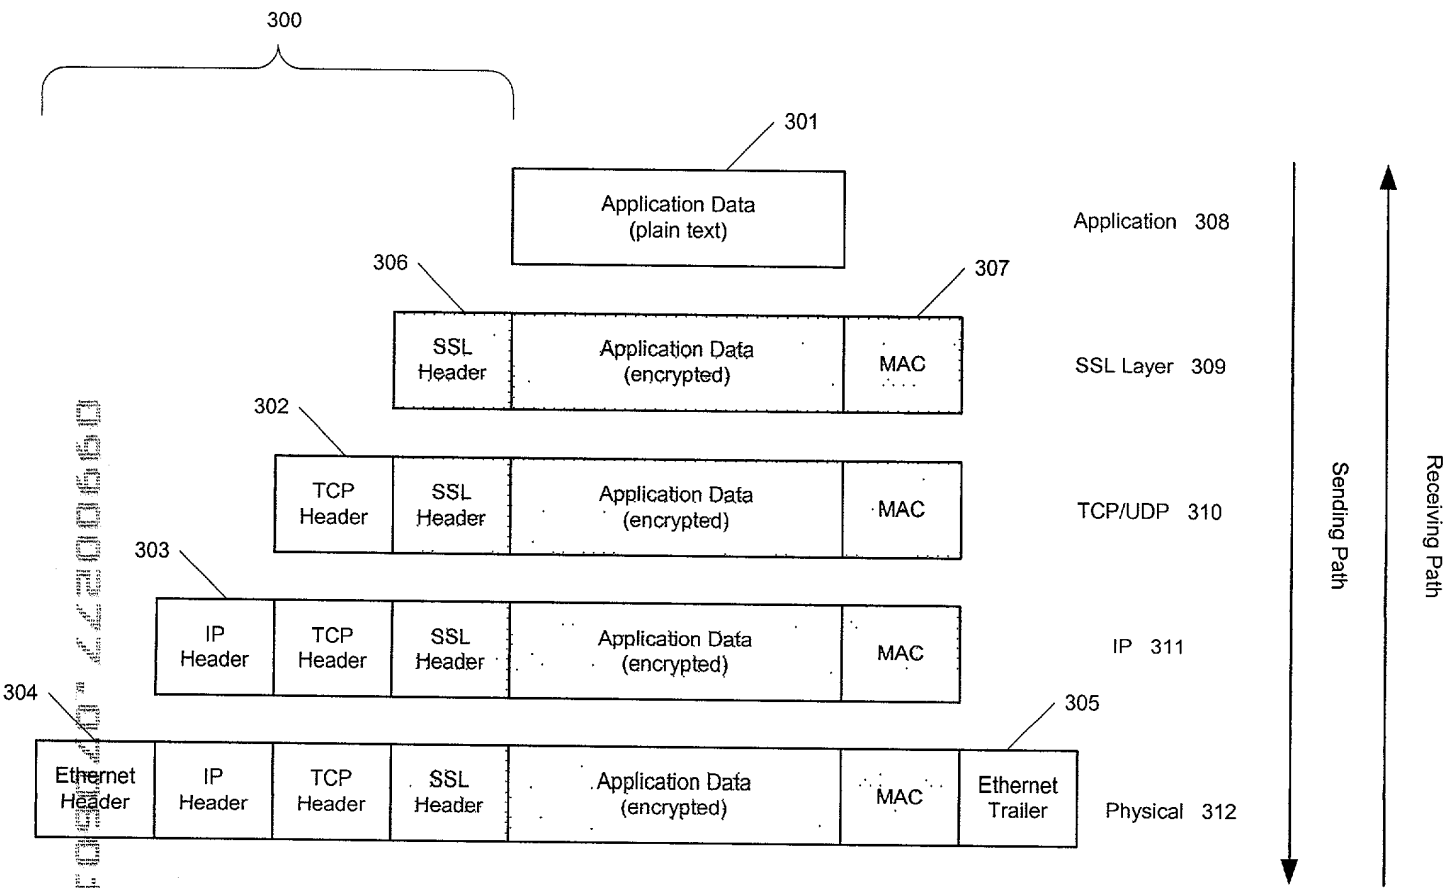 300
301
Application Data
(plain text)
Application 308
306
307
SSL
Header
Application Data
(encrypted)
MAC
SSL Layer 309
302
TCP
Header
SSL
Header
Application Data
(encrypted)
MAC
TCP/UDP 310
303
IP
Header
TCP
Header
SSL
Header
Application Data
(encrypted)
MAC
IP 311
304
305
Ethernet
Header
IP
Header
TCP
Header
SSL
Header
Application Data
(encrypted)
MAC
Ethernet
Trailer
Physical 312
Sending Path
Receiving Path